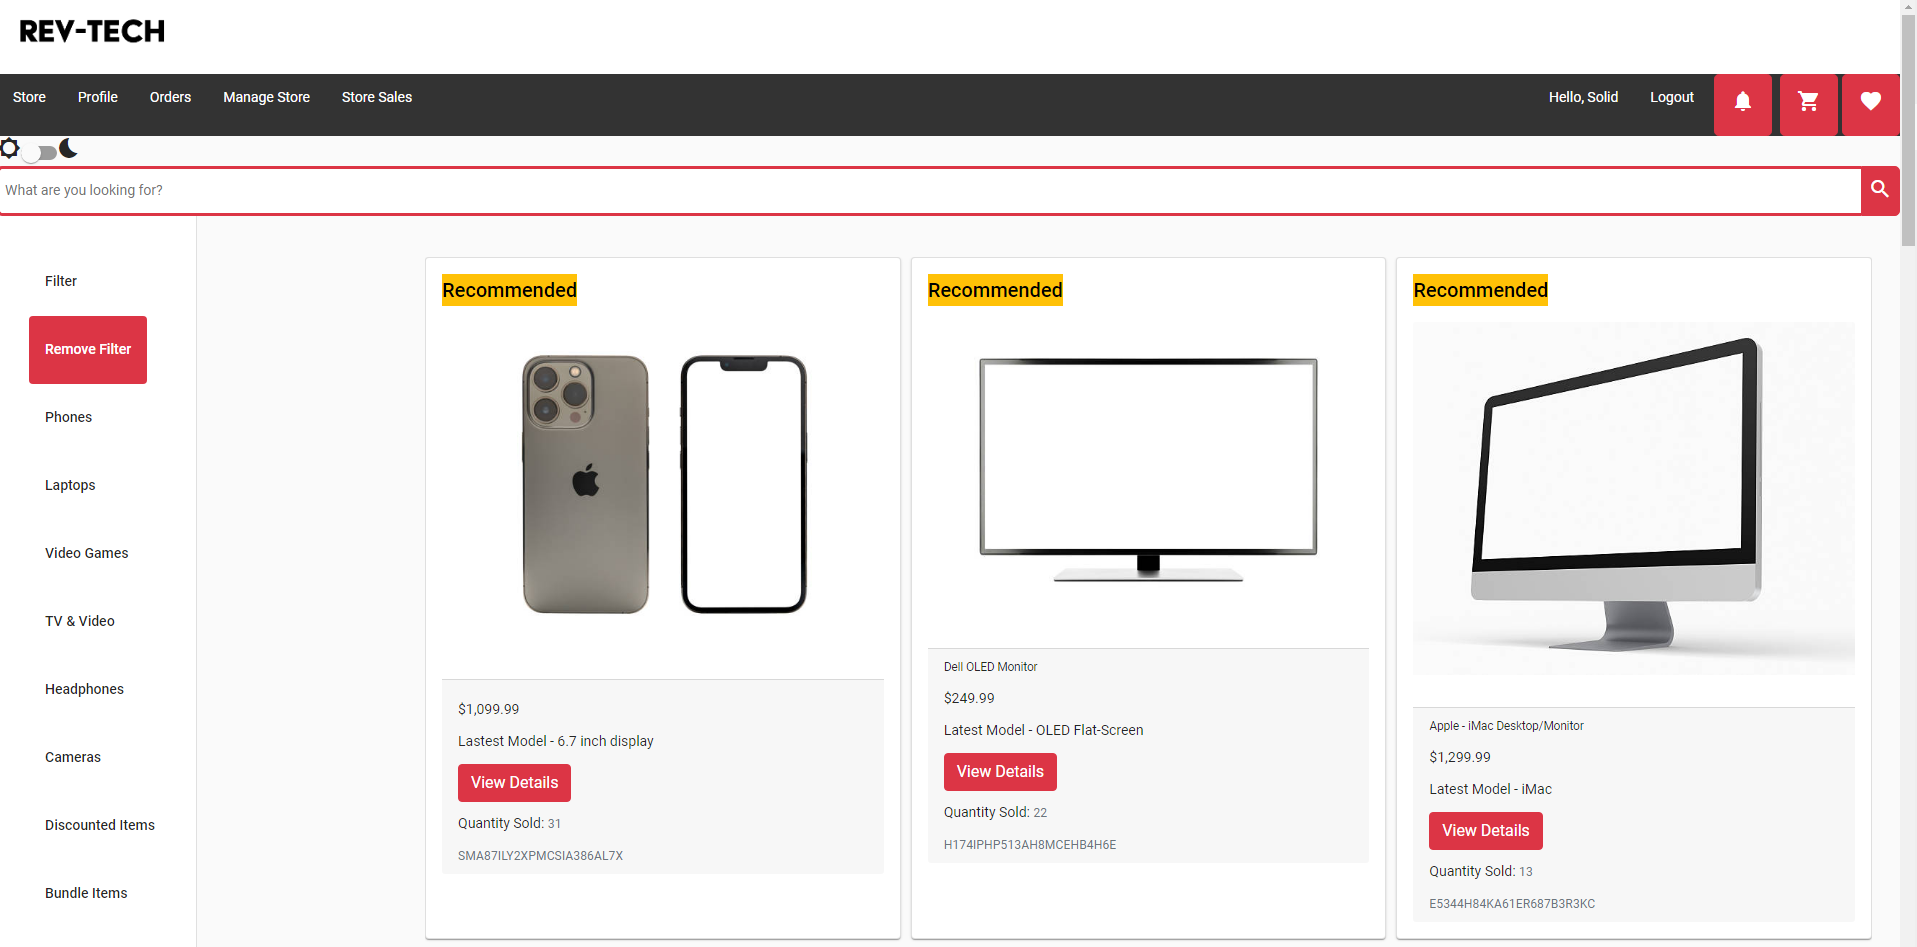 REV-TECH
Store Profile Orders Manage Store Store Sales Hello, Solid Logout
What are you looking for?
Filter
Remove Filter
Phones
Laptops
Video Games
TV & Video
Headphones
Cameras
Discounted Items
Bundle Items
Recommended
$1,099.99
Lastest Model - 6.7 inch display
View Details
Quantity Sold: 31
SMA87ILY2XPMCSIA386AL7X
Recommended
Dell OLED Monitor
$249.99
Latest Model - OLED Flat-Screen
View Details
Quantity Sold: 22
H174IPHP513AH8MCEHB4H6E
Recommended
Apple - iMac Desktop/Monitor
$1,299.99
Latest Model - iMac
View Details
Quantity Sold: 13
E5344H84KA61ER687B3R3KC